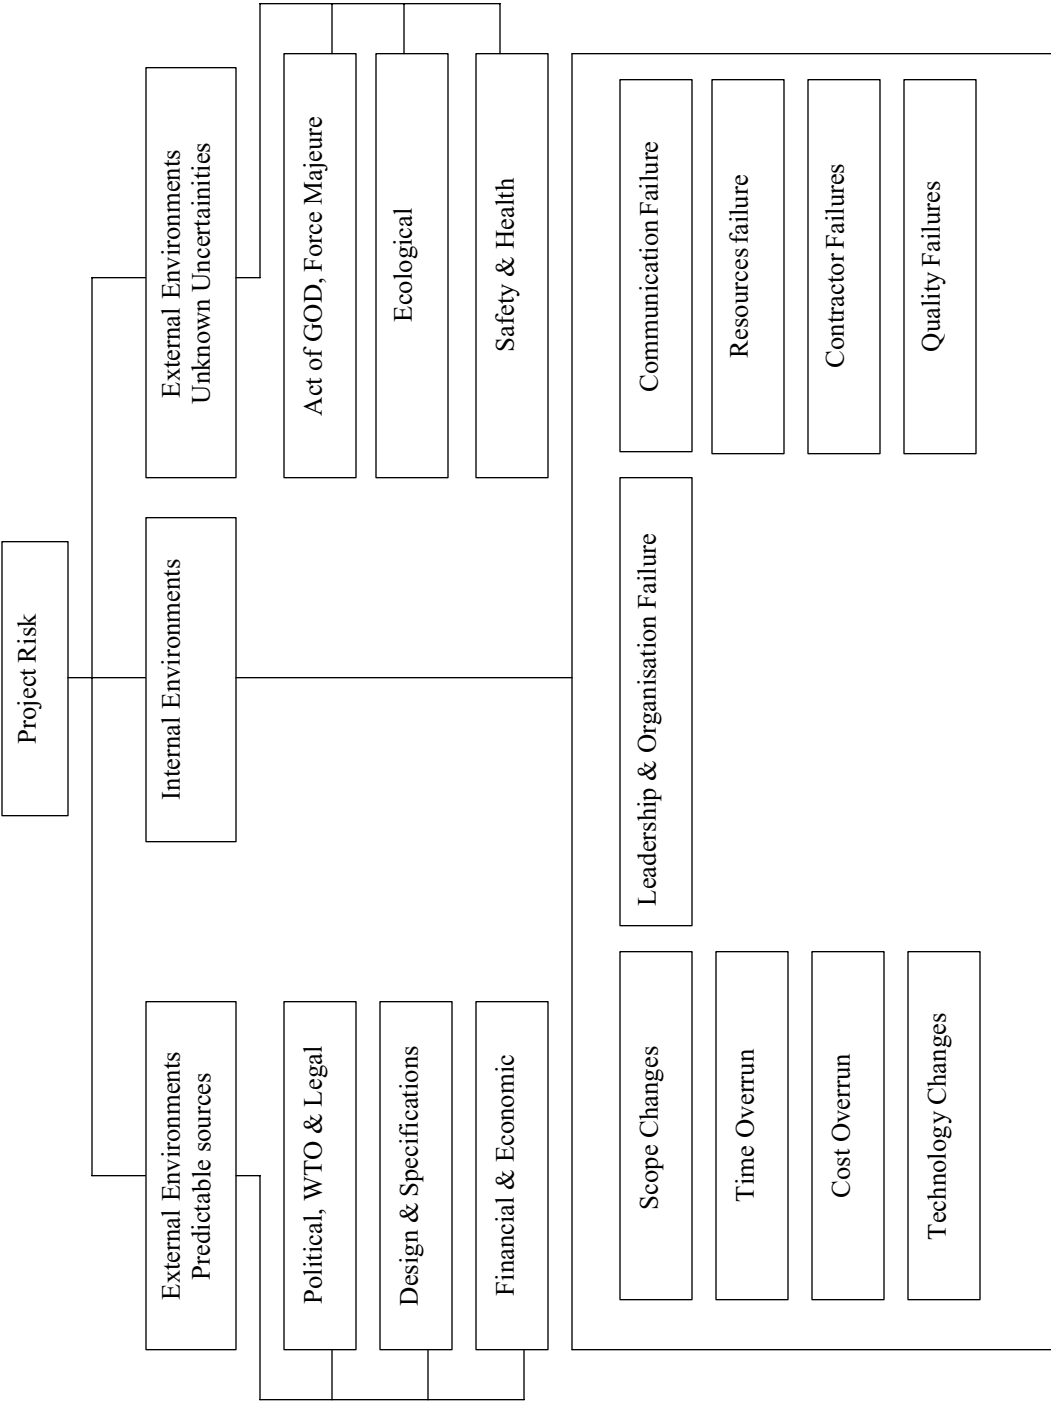 Project Risk
External Environments
Predictable sources
Internal Environments
External Environments
Unknown Uncertainities
Political, WTO & Legal
Design & Specifications
Financial & Economic
Act of GOD, Force Majeure
Ecological
Safety & Health
Scope Changes
Time Overrun
Cost Overrun
Technology Changes
Leadership & Organisation Failure
Communication Failure
Resources failure
Contractor Failures
Quality Failures